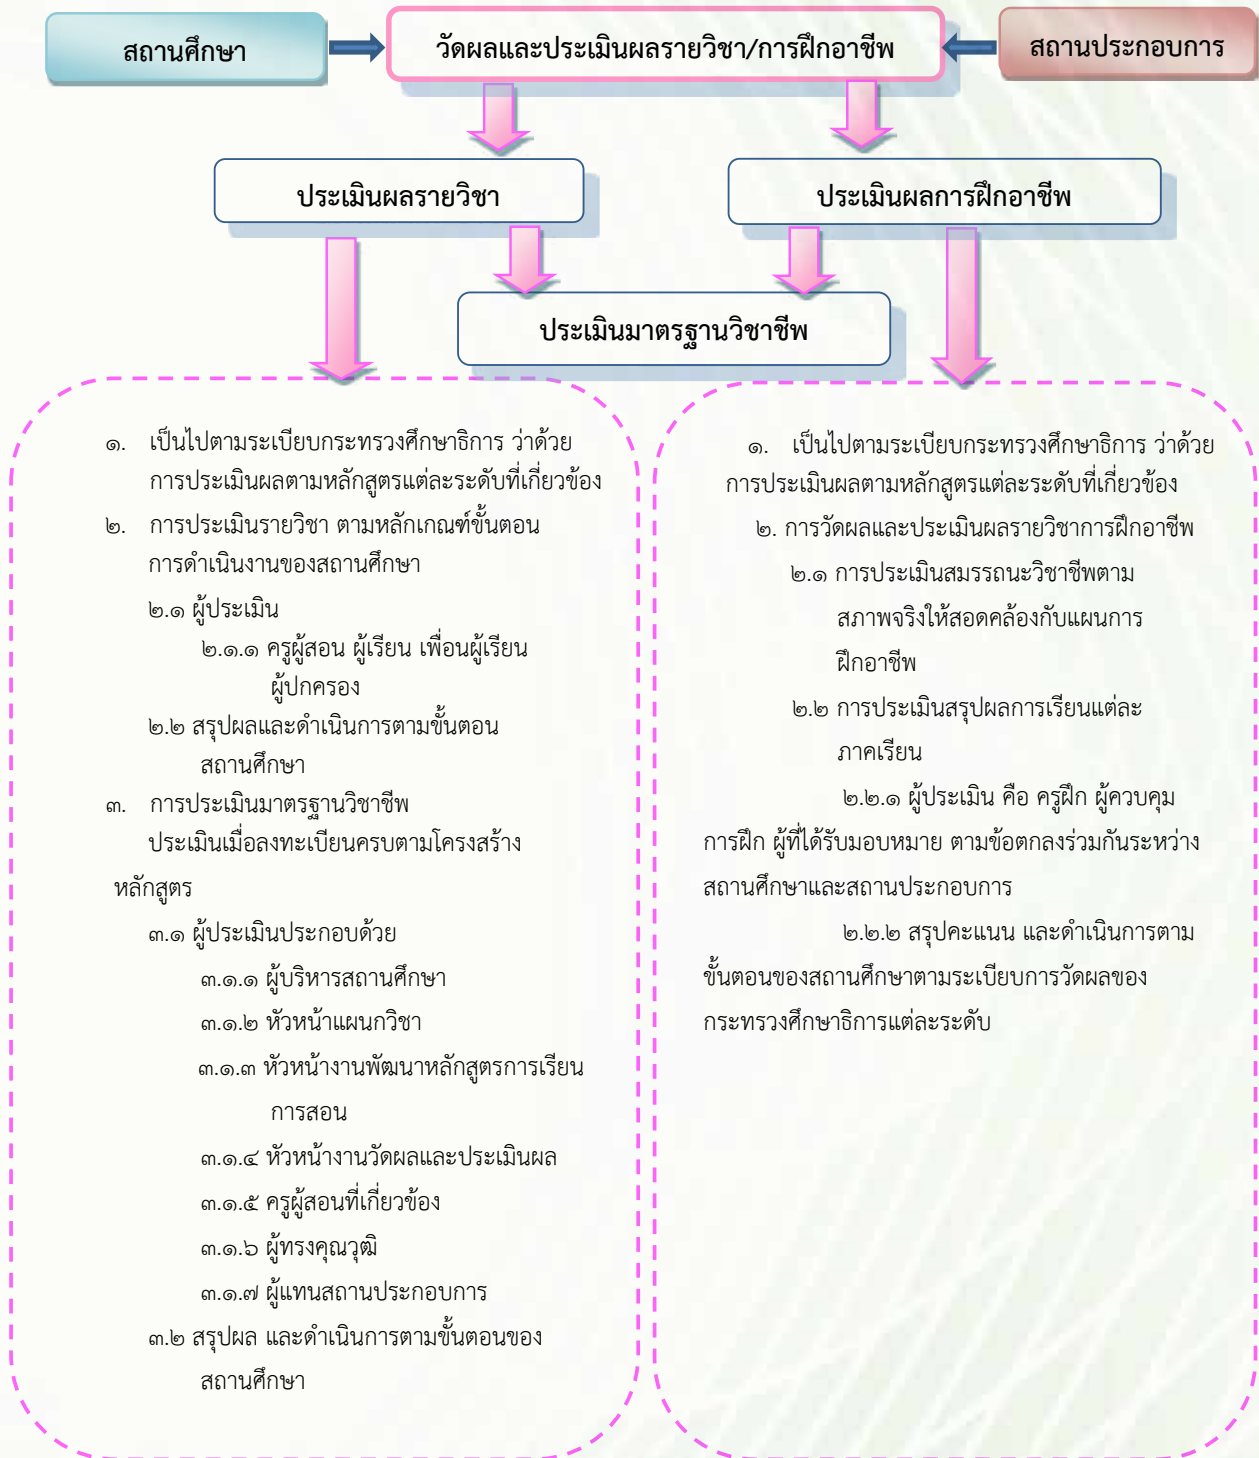 สถานศึกษา
วัดผลและประเมินผลรายวิชา/การฝึกอาชีพ
สถานประกอบการ
ประเมินผลรายวิชา
ประเมินผลการฝึกอาชีพ
ประเมินมาตรฐานวิชาชีพ
๑. เป็นไปตามระเบียบกระทรวงศึกษาธิการ ว่าด้วย
การประเมินผลตามหลักสูตรแต่ละระดับที่เกี่ยวข้อง
๒. การประเมินรายวิชา ตามหลักเกณฑ์ขั้นตอน
การดำเนินงานของสถานศึกษา
๒.๑ ผู้ประเมิน
๒.๑.๑ ครูผู้สอน ผู้เรียน เพื่อนผู้เรียน
ผู้ปกครอง
๒.๒ สรุปผลและดำเนินการตามขั้นตอน
สถานศึกษา
๓. การประเมินมาตรฐานวิชาชีพ
ประเมินเมื่อลงทะเบียนครบตามโครงสร้าง
หลักสูตร
๓.๑ ผู้ประเมินประกอบด้วย
๓.๑.๑ ผู้บริหารสถานศึกษา
๓.๑.๒ หัวหน้าแผนกวิชา
๓.๑.๓ หัวหน้างานพัฒนาหลักสูตรการเรียน
การสอน
๓.๑.๔ หัวหน้างานวัดผลและประเมินผล
๓.๑.๕ ครูผู้สอนที่เกี่ยวข้อง
๓.๑.๖ ผู้ทรงคุณวุฒิ
๓.๑.๗ ผู้แทนสถานประกอบการ
๓.๒ สรุปผล และดำเนินการตามขั้นตอนของ
สถานศึกษา
๑. เป็นไปตามระเบียบกระทรวงศึกษาธิการ ว่าด้วย
การประเมินผลตามหลักสูตรแต่ละระดับที่เกี่ยวข้อง
๒. การวัดผลและประเมินผลรายวิชาการฝึกอาชีพ
๒.๑ การประเมินสมรรถนะวิชาชีพตาม
สภาพจริงให้สอดคล้องกับแผนการ
ฝึกอาชีพ
๒.๒ การประเมินสรุปผลการเรียนแต่ละ
ภาคเรียน
๒.๒.๑ ผู้ประเมิน คือ ครูฝึก ผู้ควบคุม
การฝึก ผู้ที่ได้รับมอบหมาย ตามข้อตกลงร่วมกันระหว่าง
สถานศึกษาและสถานประกอบการ
๒.๒.๒ สรุปคะแนน และดำเนินการตาม
ขั้นตอนของสถานศึกษาตามระเบียบการวัดผลของ
กระทรวงศึกษาธิการแต่ละระดับ